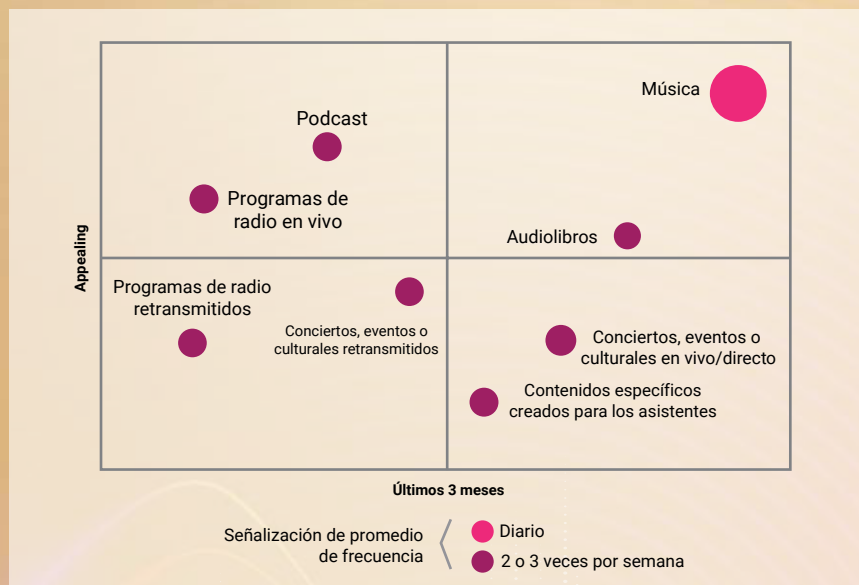 Música
Podcast
Programas de
radio en vivo
Audiolibros
Appealing
Programas de radio
retransmitidos
Conciertos, eventos o
culturales retransmitidos
Conciertos, eventos o
culturales en vivo/directo
Contenidos específicos
creados para los asistentes
Últimos 3 meses
Señalización de promedio
de frecuencia
Diario
2 o 3 veces por semana